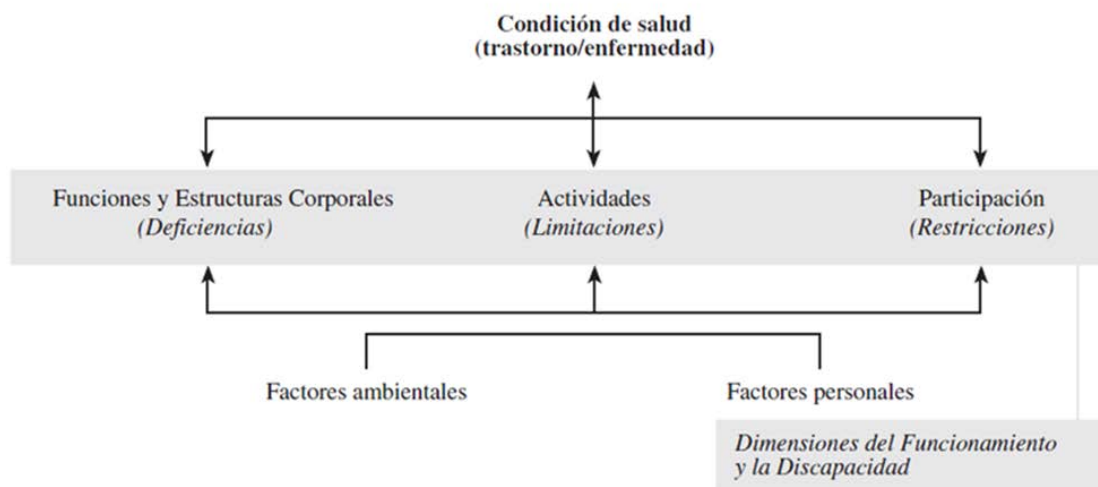 Condición de salud
(trastorno/enfermedad)
Funciones y Estructuras Corporales
(Deficiencias)
Actividades
(Limitaciones)
Participación
(Restricciones)
Factores ambientales
Factores personales
Dimensiones del Funcionamiento
y la Discapacidad